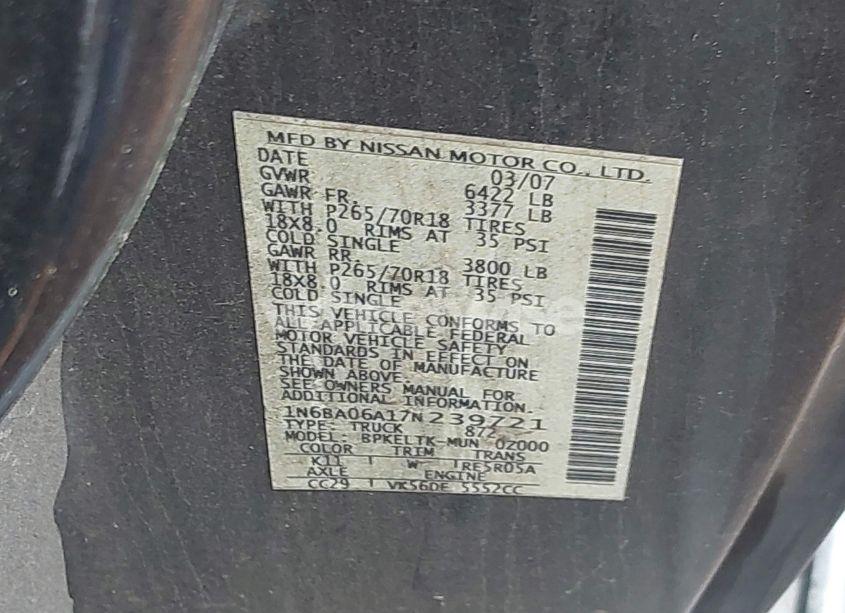 MFD BY NISSAN MOTOR CO., LTD.
DATE 03/07
GVWR 6422 LB
GAWR FR. 3377 LB
WITH P265/70R18 TIRES
18X8.0 RIMS AT 35 PSI
COLD SINGLE
GAWR RR. 3800 LB
WITH P265/70R18 TIRES
18X8.0 RIMS AT 35 PSI
COLD SINGLE
THIS VEHICLE CONFORMS TO
ALL APPLICABLE FEDERAL
MOTOR VEHICLE SAFETY
STANDARDS IN EFFECT ON
THE DATE OF MANUFACTURE
SHOWN ABOVE.
SEE OWNERS MANUAL FOR
ADDITIONAL INFORMATION.
1N6BA06A17N239721
TYPE: TRUCK 872
MODEL: BPKELTK-MUN 0Z000
COLOR TRIM TRANS
K11 W TRE5R05A
AXLE ENGINE
CC29 VK56DE 5552CC